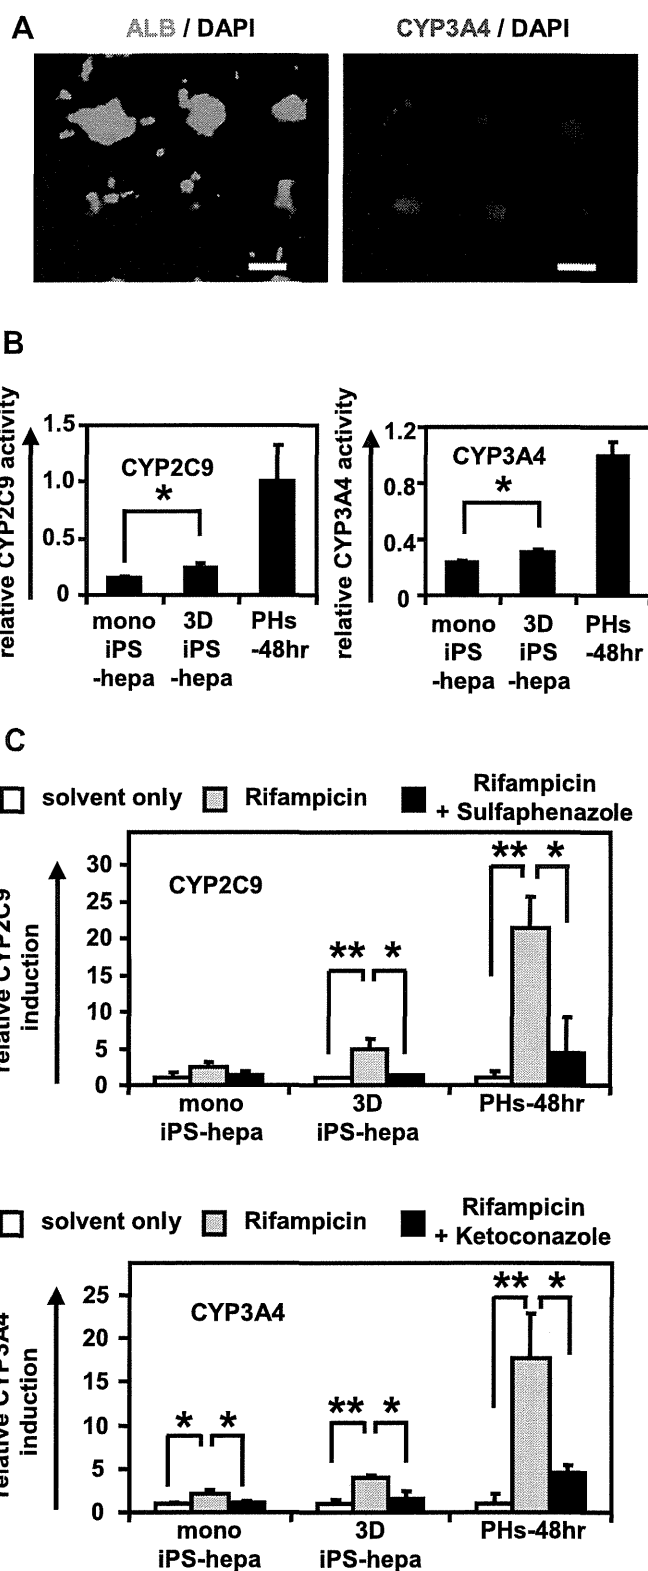 A
ALB / DAPI
CYP3A4 / DAPI
B
relative CYP2C9 activity
1.5
1.0
0.5
0
CYP2C9
*
mono iPS -hepa
3D iPS -hepa
PHs -48hr
relative CYP3A4 activity
1.2
0.8
0.4
0
CYP3A4
*
mono iPS -hepa
3D iPS -hepa
PHs -48hr
C
solvent only
Rifampicin
Rifampicin
+ Sulfaphenazole
relative CYP2C9
induction
30
25
20
15
10
5
0
CYP2C9
** *
** *
mono
iPS-hepa
3D
iPS-hepa
PHs-48hr
solvent only
Rifampicin
Rifampicin
+ Ketoconazole
relative CYP3A4
induction
25
20
15
10
5
0
CYP3A4
* *
** *
** *
mono
iPS-hepa
3D
iPS-hepa
PHs-48hr